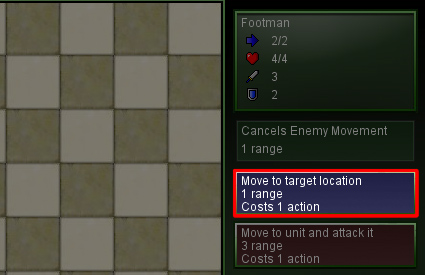 Footman
2/2
4/4
3
2
Cancels Enemy Movement
1 range
Move to target location
1 range
Costs 1 action
Move to unit and attack it
3 range
Costs 1 action